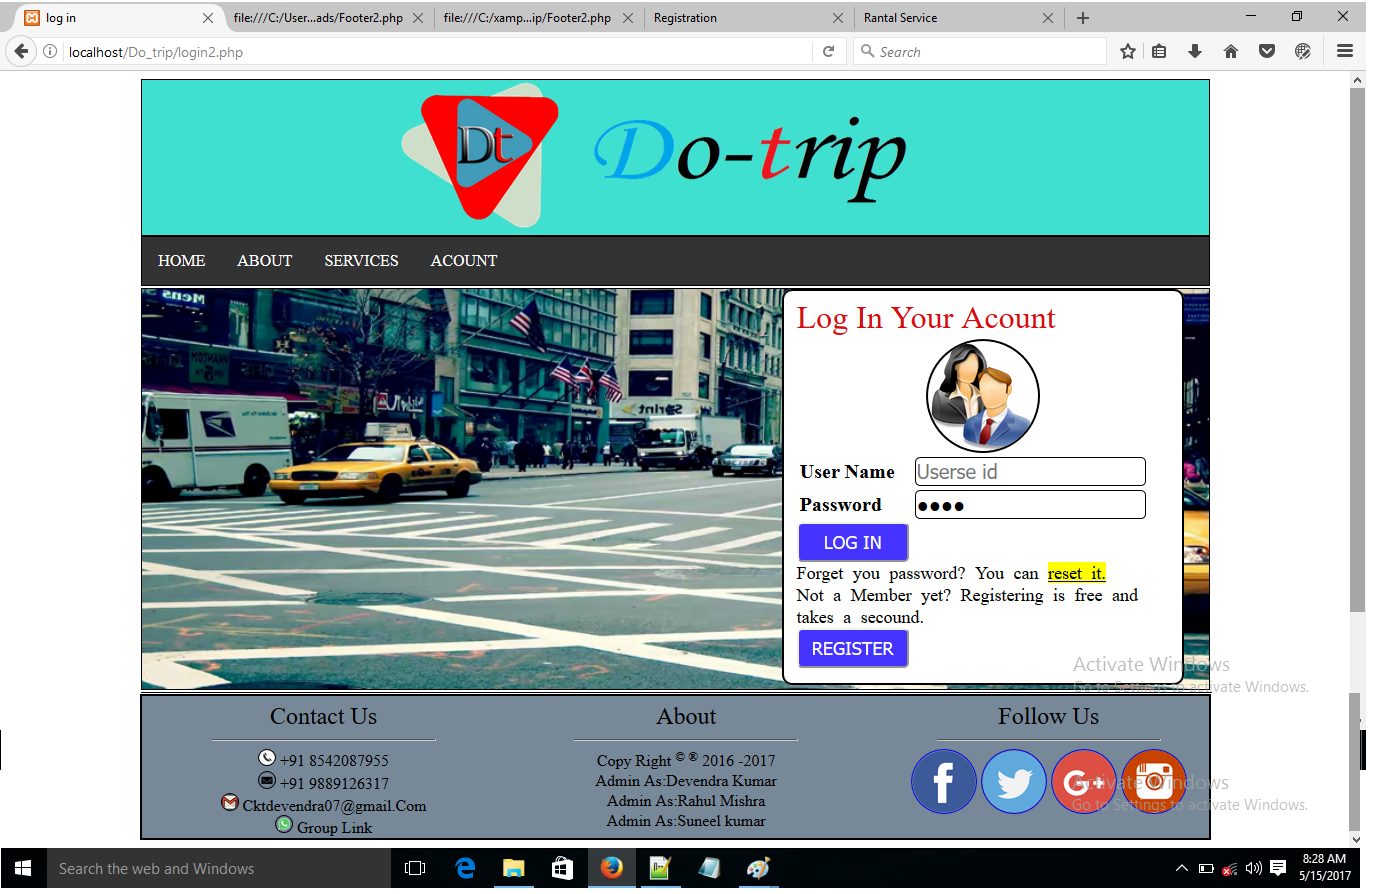 log in
file:///C:/User...ads/Footer2.php
file:///C:/xamp...ip/Footer2.php
Registration
Rantal Service
localhost/Do_trip/login2.php
Search
Dt
Do-trip
HOME ABOUT SERVICES ACOUNT
Log In Your Acount
User Name Userse id
Password ●●●●
LOG IN
Forget you password? You can reset it.
Not a Member yet? Registering is free and
takes a secound.
REGISTER
Activate Windows
Go to Settings to activate Windows.
Contact Us
+91 8542087955
+91 9889126317
Cktdevendra07@gmail.Com
Group Link
About
Copy Right © ® 2016 -2017
Admin As:Devendra Kumar
Admin As:Rahul Mishra
Admin As:Suneel kumar
Follow Us
f
G+
Activate Windows
Go to Settings to activate Windows.
Search the web and Windows
8:28 AM
5/15/2017